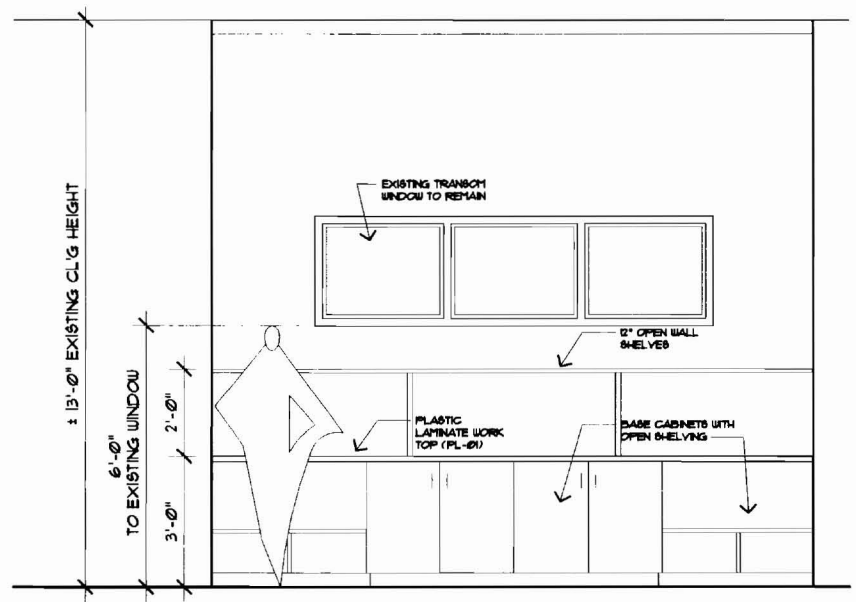 EXISTING TRANSOM
WINDOW TO REMAIN
± 13'-0" EXISTING CL'G HEIGHT
12" OPEN WALL
SHELVES
6'-0"
TO EXISTING WINDOW
2'-0"
PLASTIC
LAMINATE WORK
TOP (PL-01)
BASE CABINETS WITH
OPEN SHELVING
3'-0"